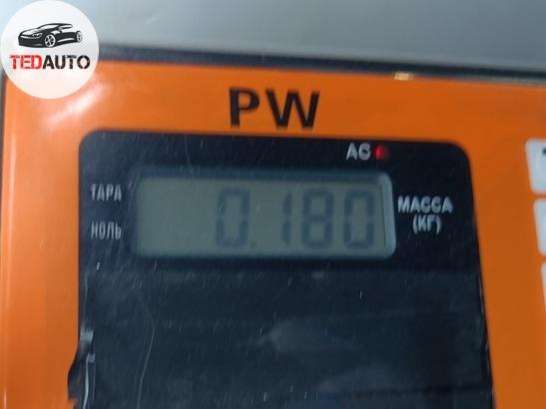 TEDAUTO
PW
AC
ТАРА
НОЛЬ
0.180
МАССА
(КГ)